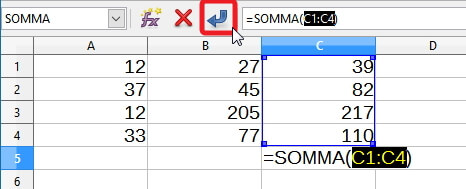 SOMMA =SOMMA(C1:C4)
A B C D
1 12 27 39
2 37 45 82
3 12 205 217
4 33 77 110
5 =SOMMA(C1:C4)
6